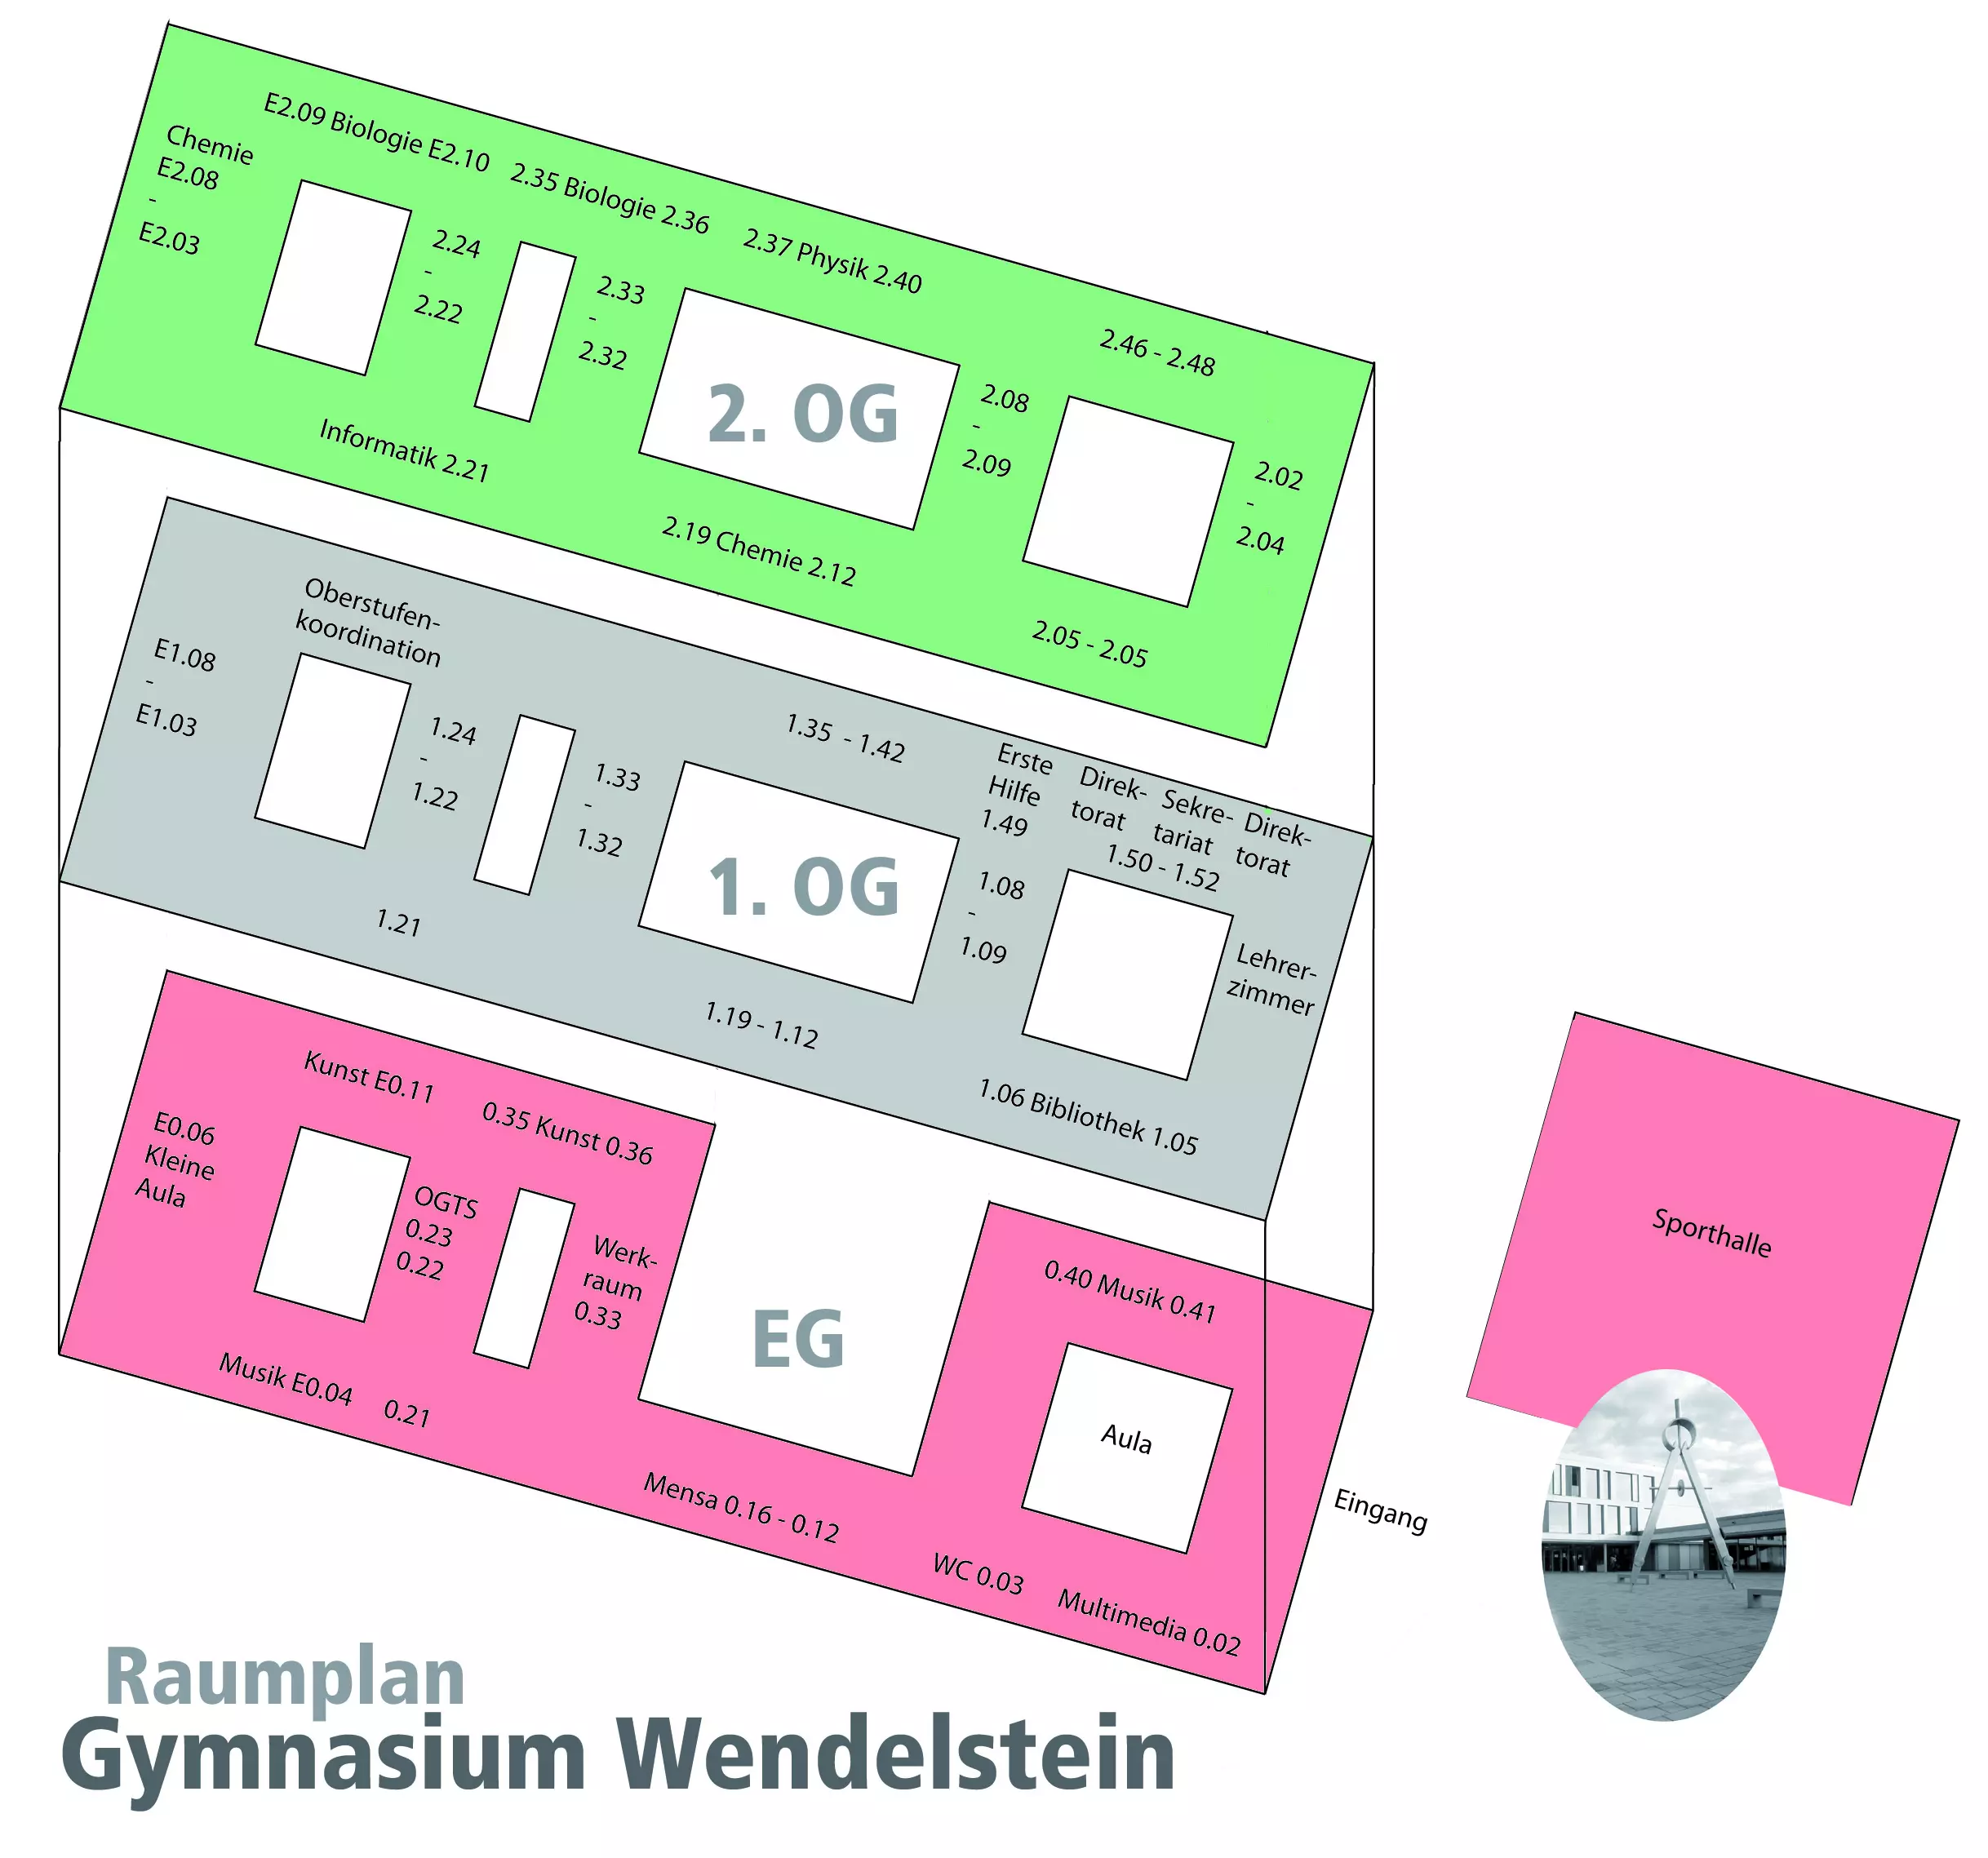 E2.09 Biologie E2.10
2.35 Biologie 2.36
2.37 Physik 2.40
2.46 - 2.48
Chemie
E2.08
-
E2.03
2.24
-
2.22
2.33
-
2.32
2. OG
2.08
-
2.09
2.02
-
2.04
Informatik 2.21
2.19 Chemie 2.12
2.05 - 2.05
Oberstufen-
koordination
E1.08
-
E1.03
1.24
-
1.22
1.33
-
1.32
1.35 - 1.42
Erste
Hilfe
1.49
Direk-
torat
Sekre-
tariat
Direk-
torat
1.50 - 1.52
1. OG
1.08
-
1.09
Lehrer-
zimmer
1.21
1.19 - 1.12
1.06 Bibliothek 1.05
Kunst E0.11
0.35 Kunst 0.36
E0.06
Kleine
Aula
OGTS
0.23
0.22
Werk-
raum
0.33
EG
0.40 Musik 0.41
Aula
Musik E0.04
0.21
Mensa 0.16 - 0.12
WC 0.03
Multimedia 0.02
Eingang
Sporthalle
Raumplan
Gymnasium Wendelstein